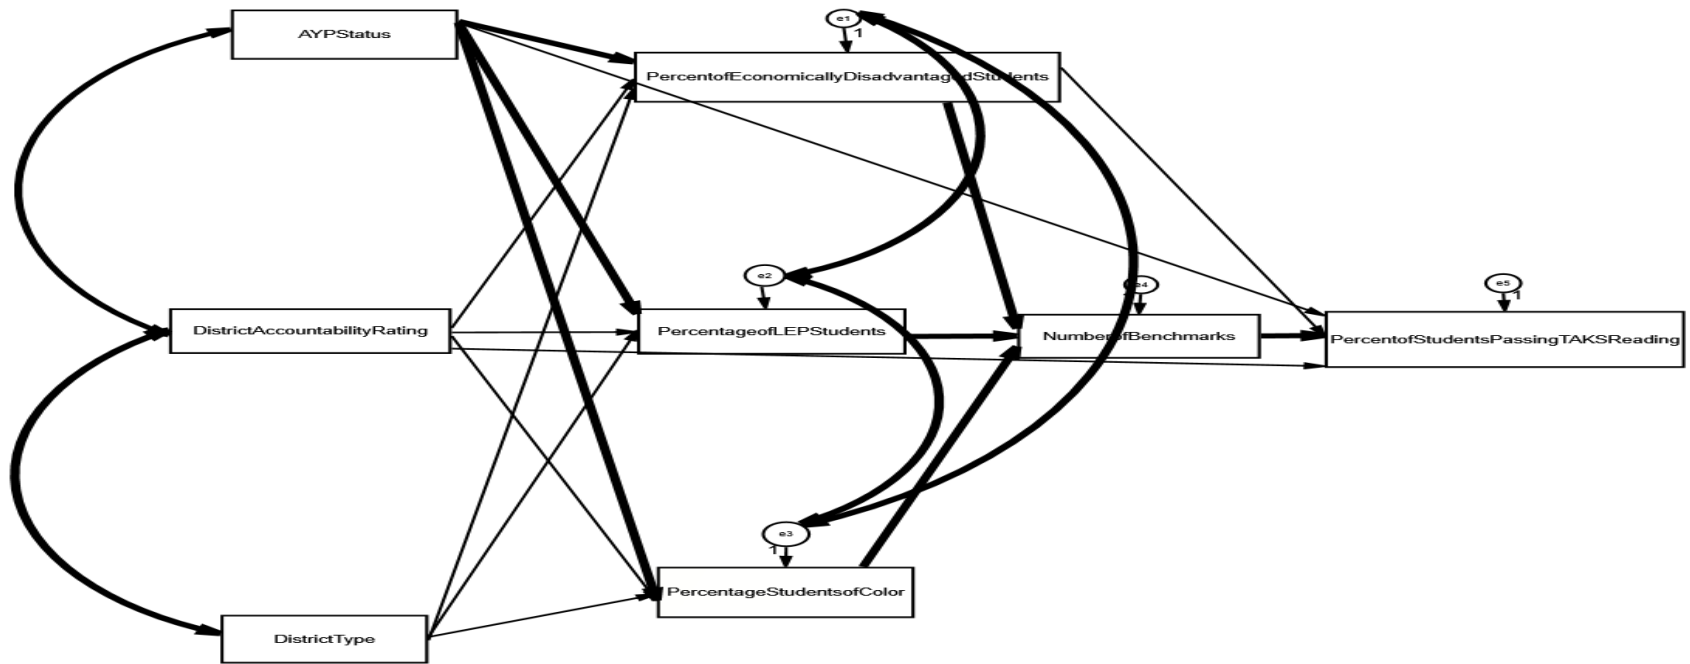 AYPStatus
e1
1
PercentofEconomicallyDisadvantagedStudents
e2
e4
e5
1
DistrictAccountabilityRating
PercentageofLEPStudents
NumberofBenchmarks
PercentofStudentsPassingTAKSReading
e3
1
PercentageStudentsofColor
DistrictType